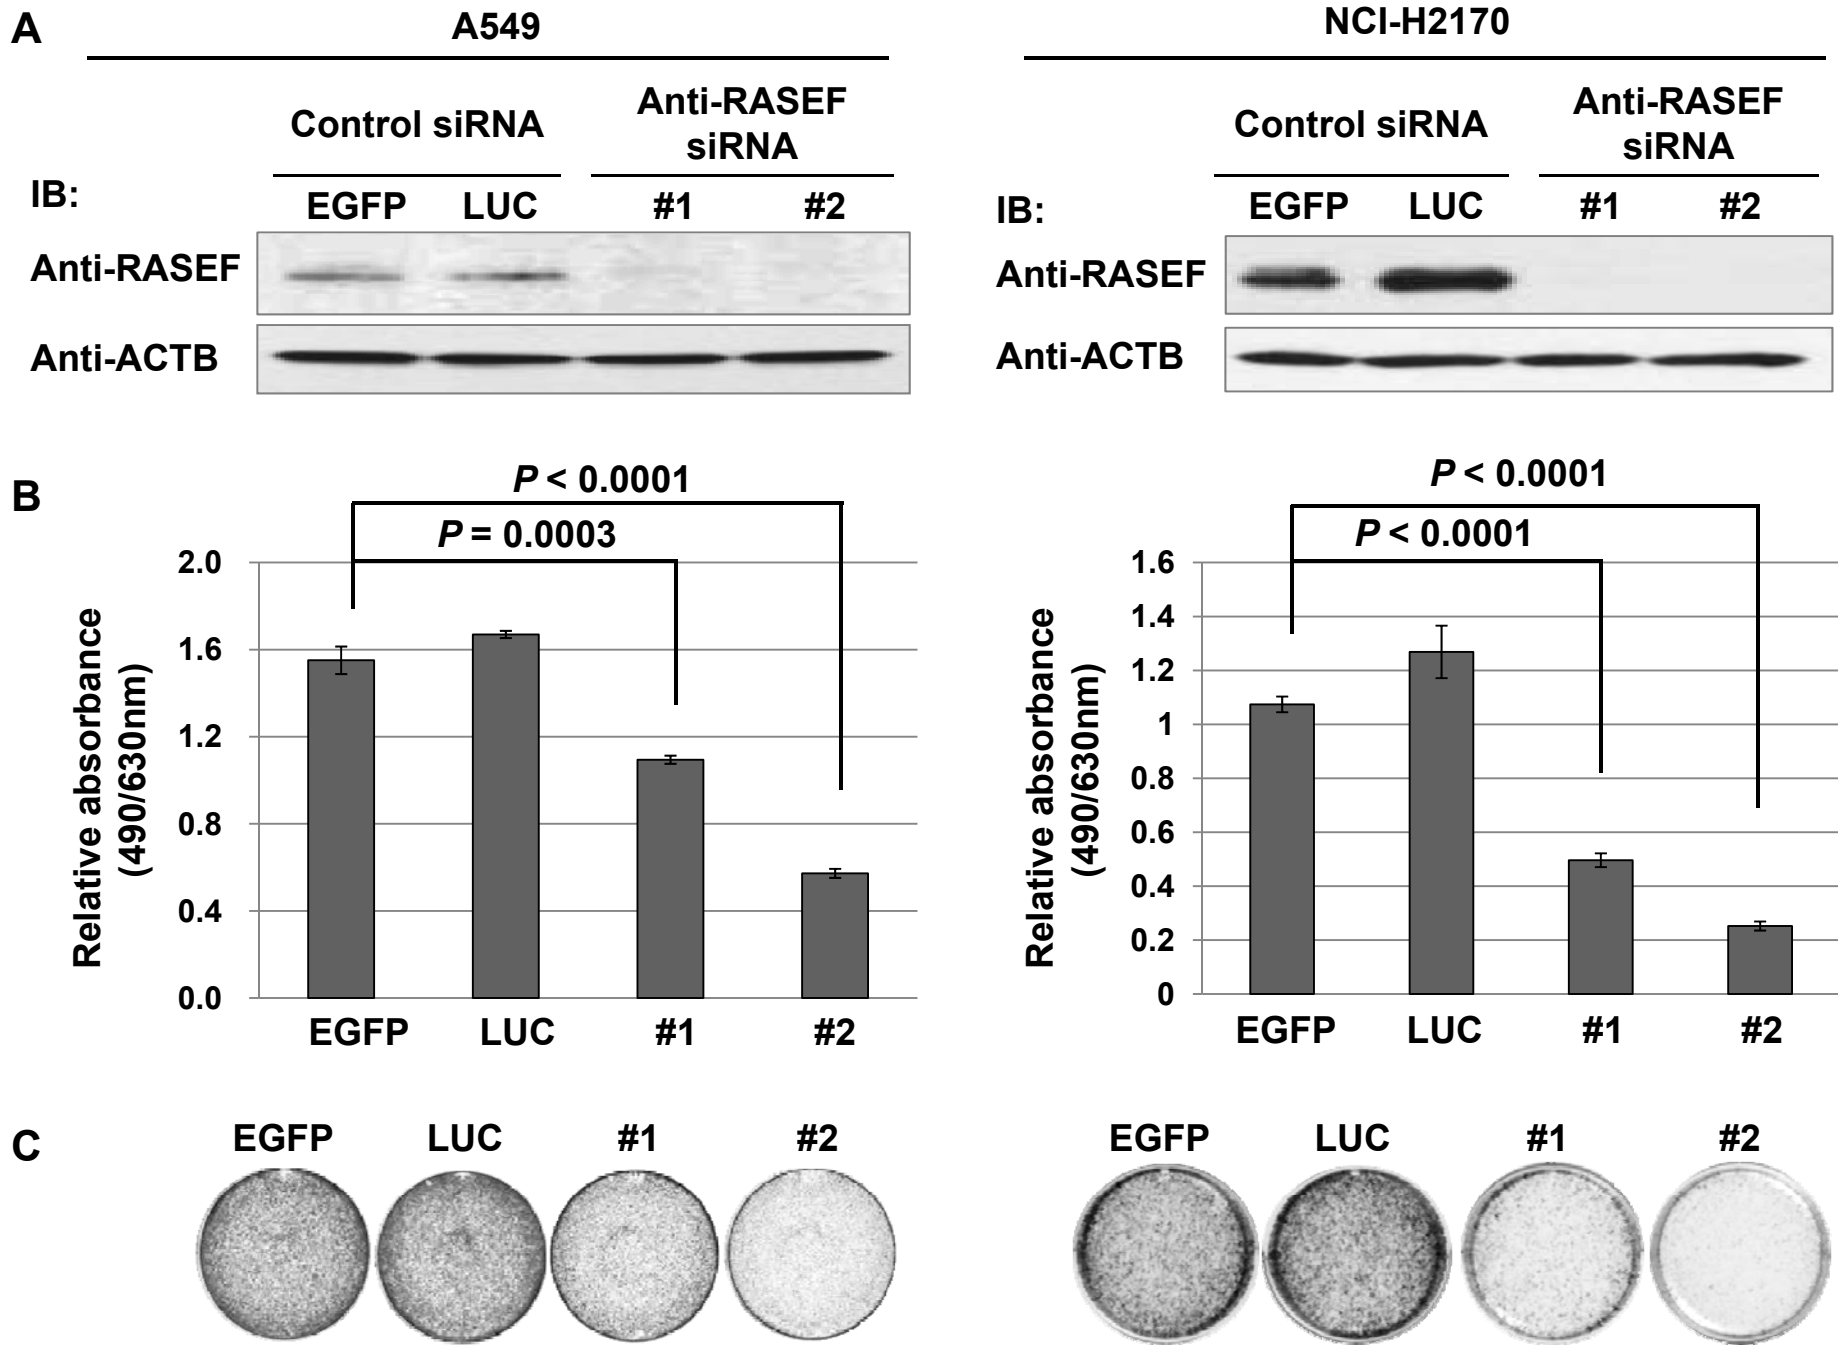 A
A549
Control siRNA
Anti-RASEF
siRNA
IB:
EGFP LUC #1 #2
Anti-RASEF
Anti-ACTB
NCI-H2170
Control siRNA
Anti-RASEF
siRNA
IB:
EGFP LUC #1 #2
Anti-RASEF
Anti-ACTB
B
P < 0.0001
P = 0.0003
Relative absorbance
(490/630nm)
2.0
1.6
1.2
0.8
0.4
0.0
EGFP LUC #1 #2
P < 0.0001
P < 0.0001
Relative absorbance
(490/630nm)
1.6
1.4
1.2
1
0.8
0.6
0.4
0.2
0
EGFP LUC #1 #2
C
EGFP LUC #1 #2
EGFP LUC #1 #2